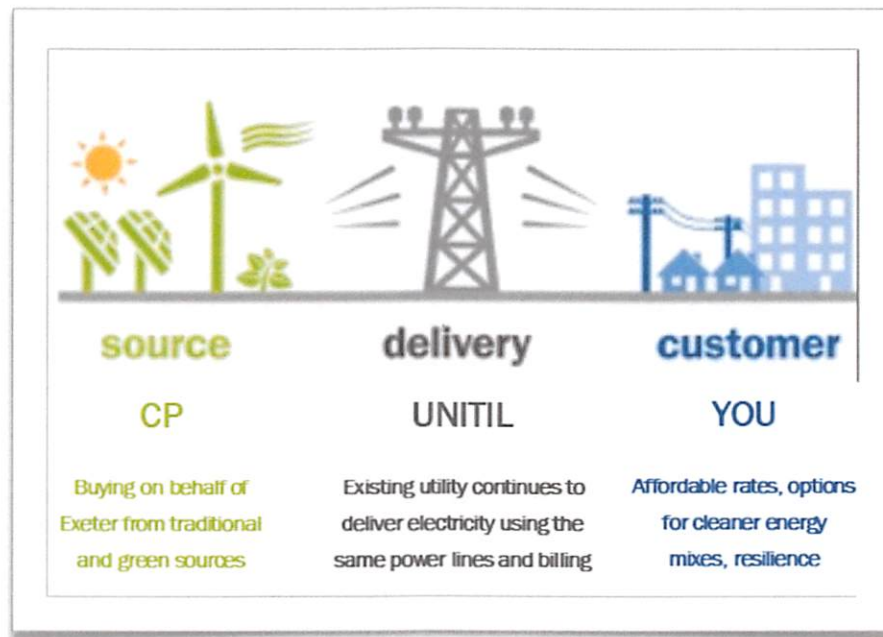 source
delivery
customer
CP
UNITIL
YOU
Buying on behalf of
Exeter from traditional
and green sources
Existing utility continues to
deliver electricity using the
same power lines and billing
Affordable rates, options
for cleaner energy
mixes, resilience